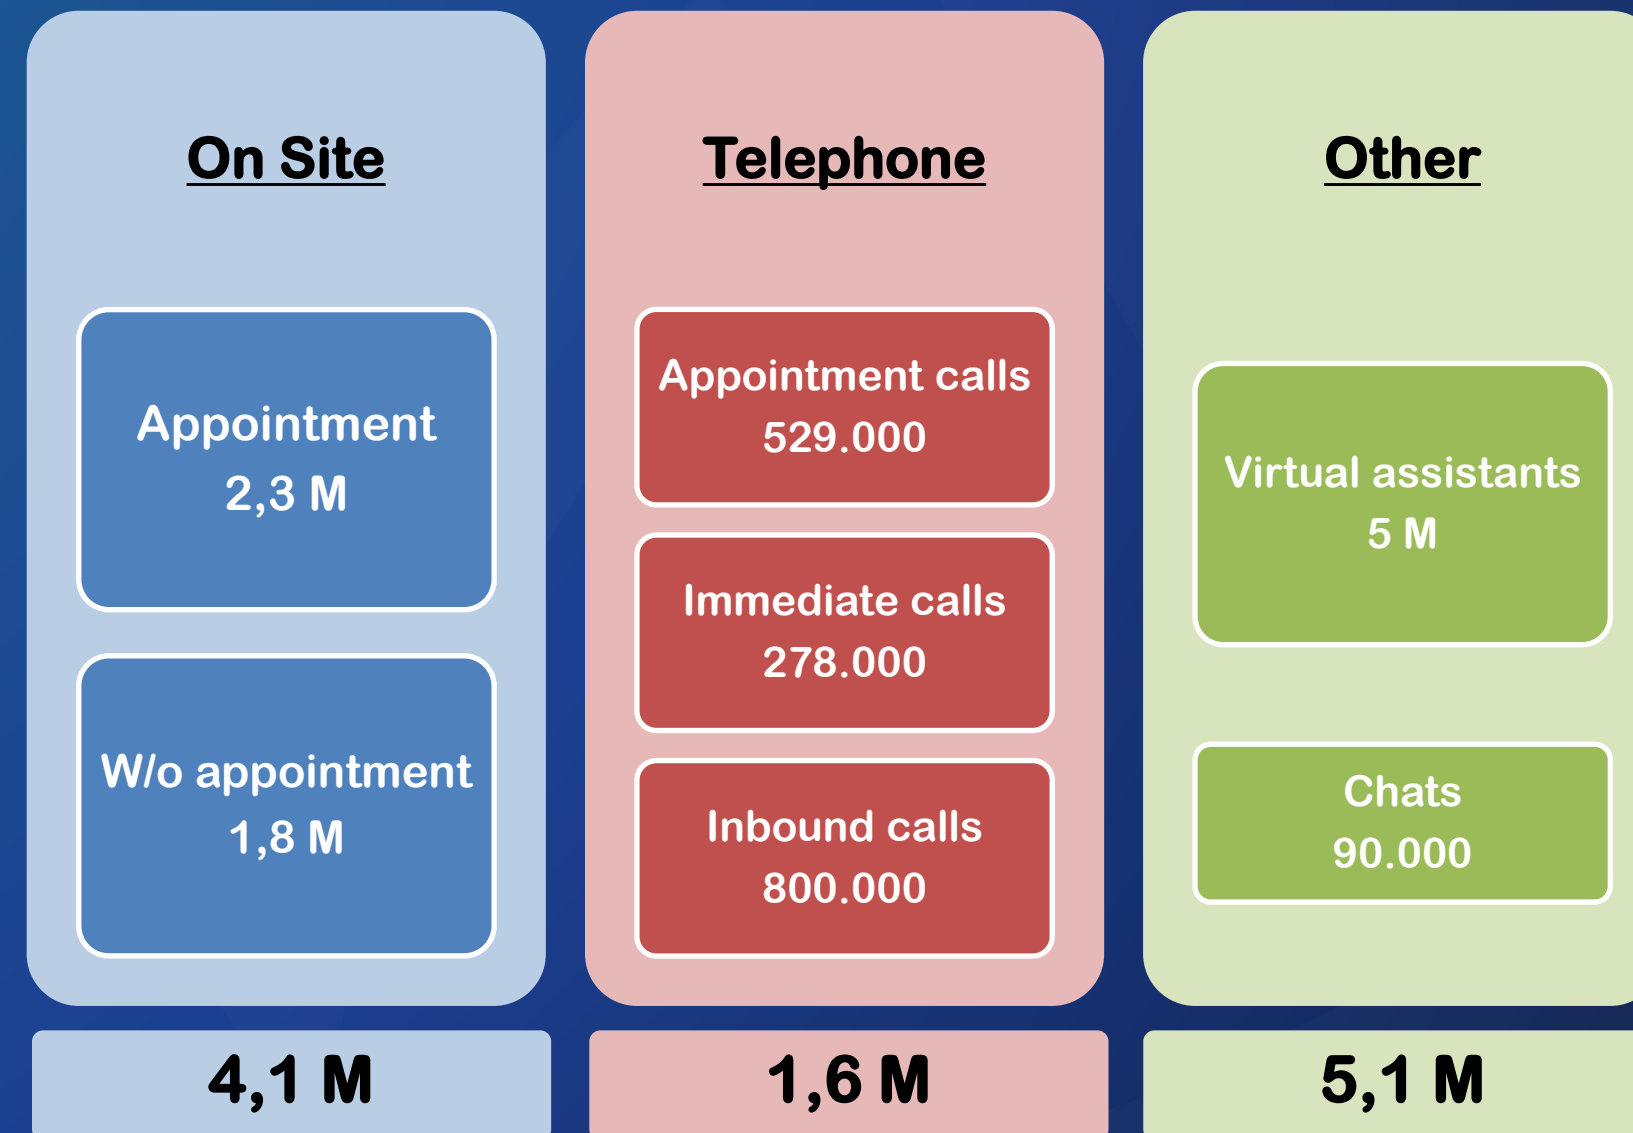 On Site
Appointment
2,3 M
W/o appointment
1,8 M
4,1 M
Telephone
Appointment calls
529.000
Immediate calls
278.000
Inbound calls
800.000
1,6 M
Other
Virtual assistants
5 M
Chats
90.000
5,1 M